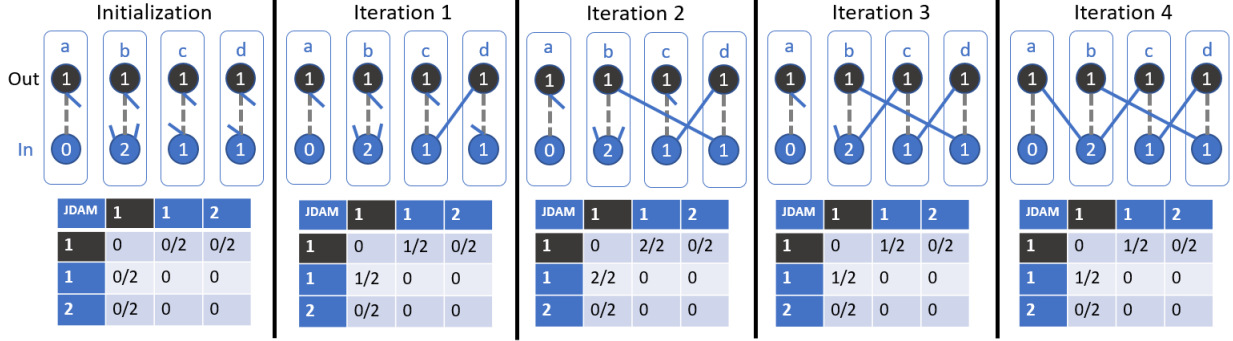 Initialization
a b c d
Out 1 1 1 1
In 0 2 1 1
JDAM 1 1 2
1 0 0/2 0/2
1 0/2 0 0
2 0/2 0 0
Iteration 1
a b c d
1 1 1 1
0 2 1 1
JDAM 1 1 2
1 0 1/2 0/2
1 1/2 0 0
2 0/2 0 0
Iteration 2
a b c d
1 1 1 1
0 2 1 1
JDAM 1 1 2
1 0 2/2 0/2
1 2/2 0 0
2 0/2 0 0
Iteration 3
a b c d
1 1 1 1
0 2 1 1
JDAM 1 1 2
1 0 1/2 0/2
1 1/2 0 0
2 0/2 0 0
Iteration 4
a b c d
1 1 1 1
0 2 1 1
JDAM 1 1 2
1 0 1/2 0/2
1 1/2 0 0
2 0/2 0 0